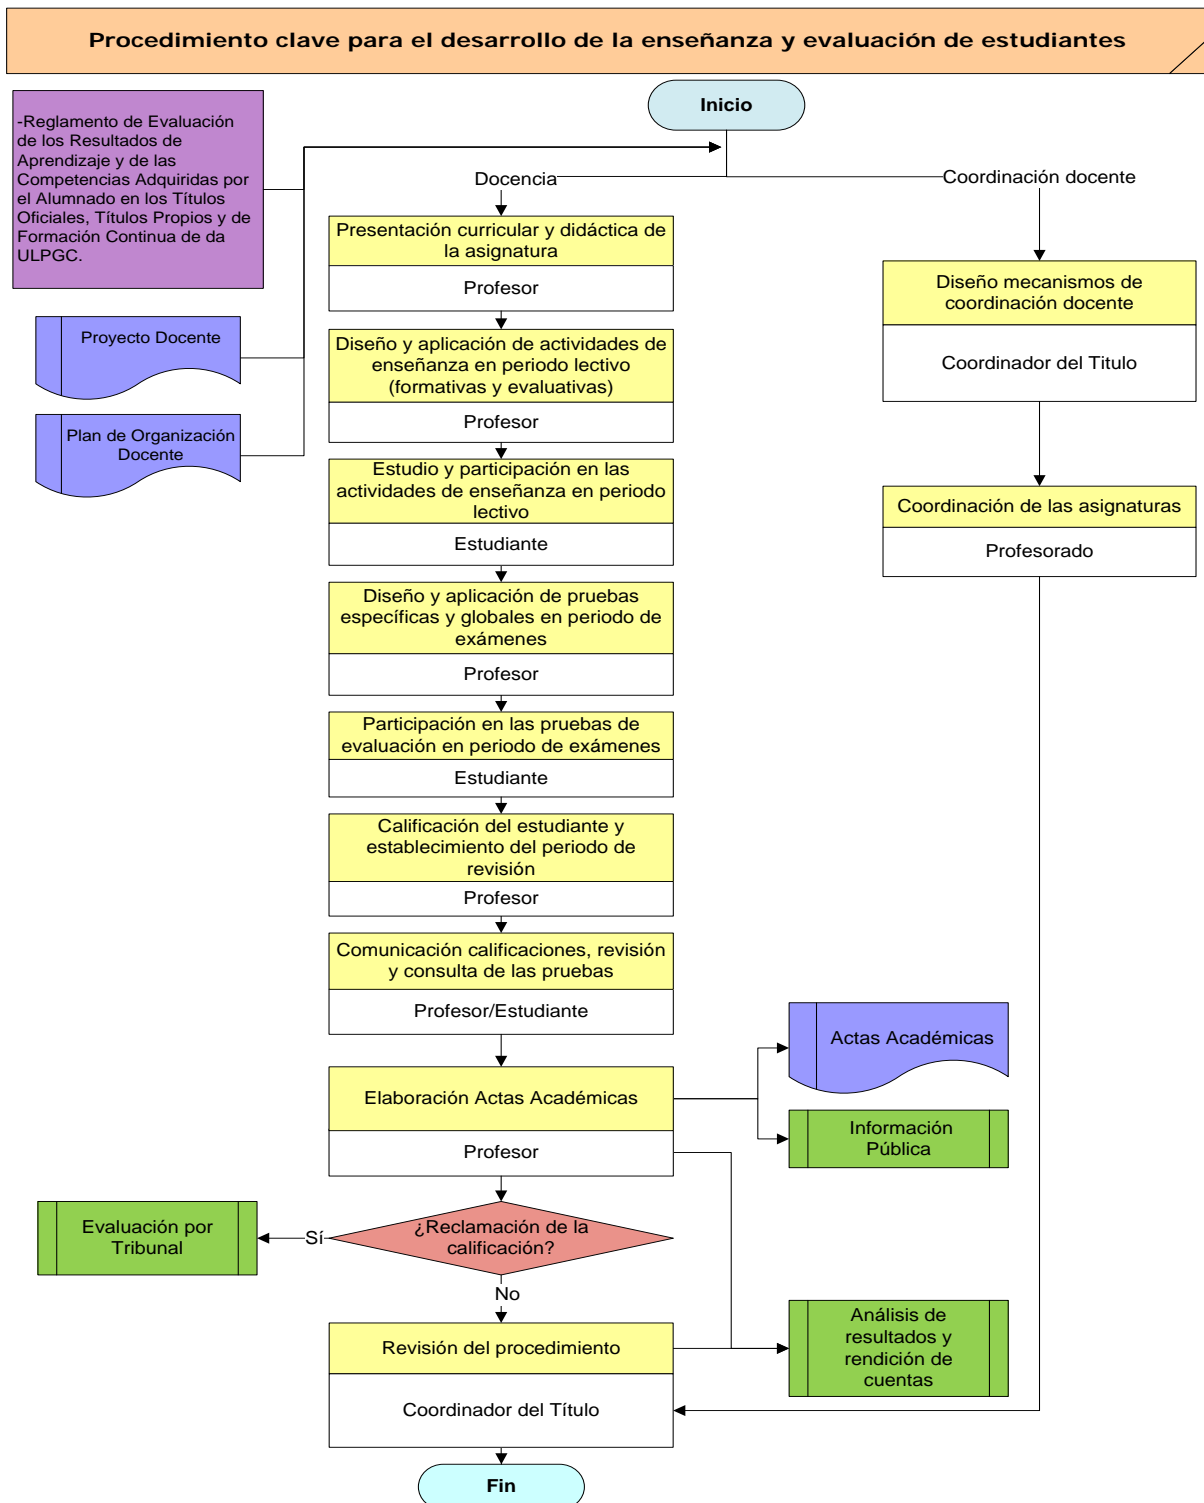 Procedimiento clave para el desarrollo de la enseñanza y evaluación de estudiantes
Inicio
-Reglamento de Evaluación
de los Resultados de
Aprendizaje y de las
Competencias Adquiridas por
el Alumnado en los Títulos
Oficiales, Títulos Propios y de
Formación Continua de da
ULPGC.
Docencia
Coordinación docente
Presentación curricular y didáctica de
la asignatura
Profesor
Diseño mecanismos de
coordinación docente
Coordinador del Titulo
Proyecto Docente
Diseño y aplicación de actividades de
enseñanza en periodo lectivo
(formativas y evaluativas)
Profesor
Plan de Organización
Docente
Estudio y participación en las
actividades de enseñanza en periodo
lectivo
Estudiante
Coordinación de las asignaturas
Profesorado
Diseño y aplicación de pruebas
específicas y globales en periodo de
exámenes
Profesor
Participación en las pruebas de
evaluación en periodo de exámenes
Estudiante
Calificación del estudiante y
establecimiento del periodo de
revisión
Profesor
Comunicación calificaciones, revisión
y consulta de las pruebas
Profesor/Estudiante
Actas Académicas
Elaboración Actas Académicas
Profesor
Información
Pública
Evaluación por
Tribunal
Sí
¿Reclamación de la
calificación?
No
Análisis de
resultados y
rendición de
cuentas
Revisión del procedimiento
Coordinador del Título
Fin